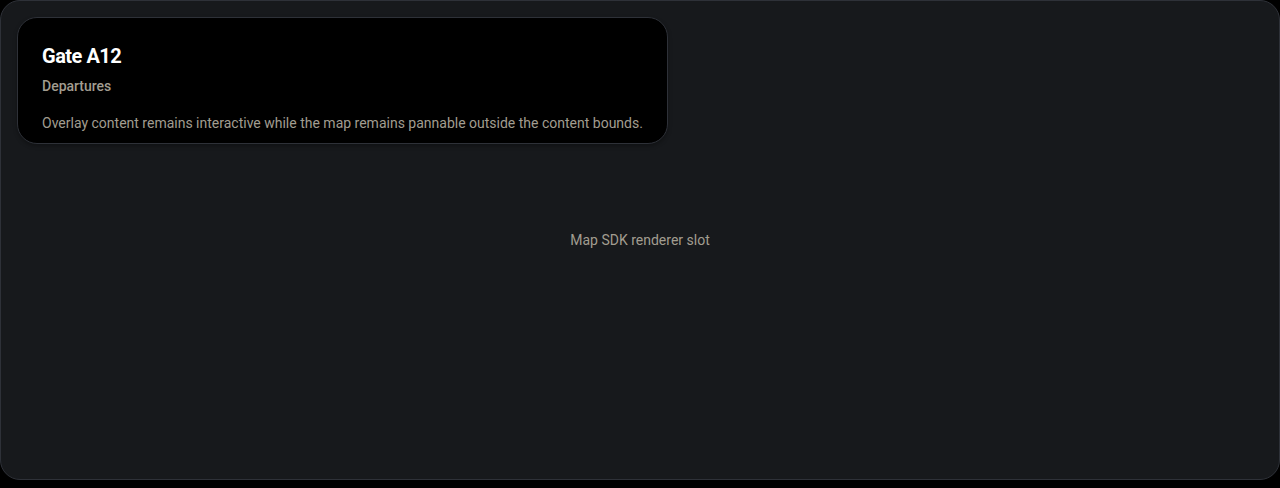 Gate A12
Departures
Overlay content remains interactive while the map remains pannable outside the content bounds.
Map SDK renderer slot